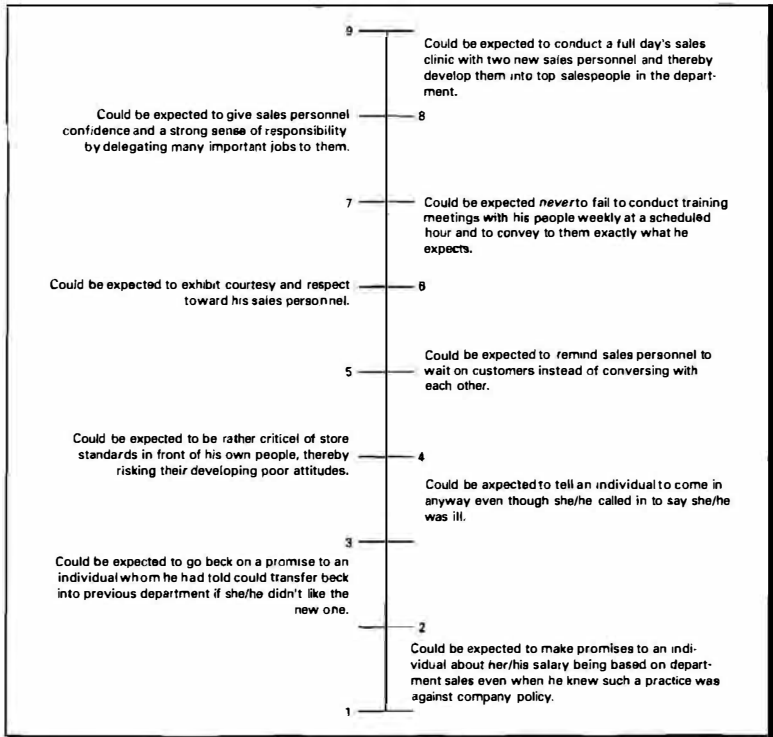 9
Could be expected to conduct a full day's sales
clinic with two new sales personnel and thereby
develop them into top salespeople in the depart-
ment.
Could be expected to give sales personnel
confidence and a strong sense of responsibility
by delegating many important jobs to them.
8
7
Could be expected never to fail to conduct training
meetings with his people weekly at a scheduled
hour and to convey to them exactly what he
expects.
Could be expected to exhibit courtesy and respect
toward his sales personnel.
6
Could be expected to remind sales personnel to
wait on customers instead of conversing with
each other.
5
Could be expected to be rather criticel of store
standards in front of his own people, thereby
risking their developing poor attitudes.
4
Could be axpected to tell an individual to come in
anyway even though she/he called in to say she/he
was ill.
3
Could be expected to go beck on a promise to an
individual whom he had told could transfer beck
into previous department if she/he didn't like the
new one.
2
Could be expected to make promises to an indi-
vidual about her/his salary being based on depart-
ment sales even when he knew such a practice was
against company policy.
1